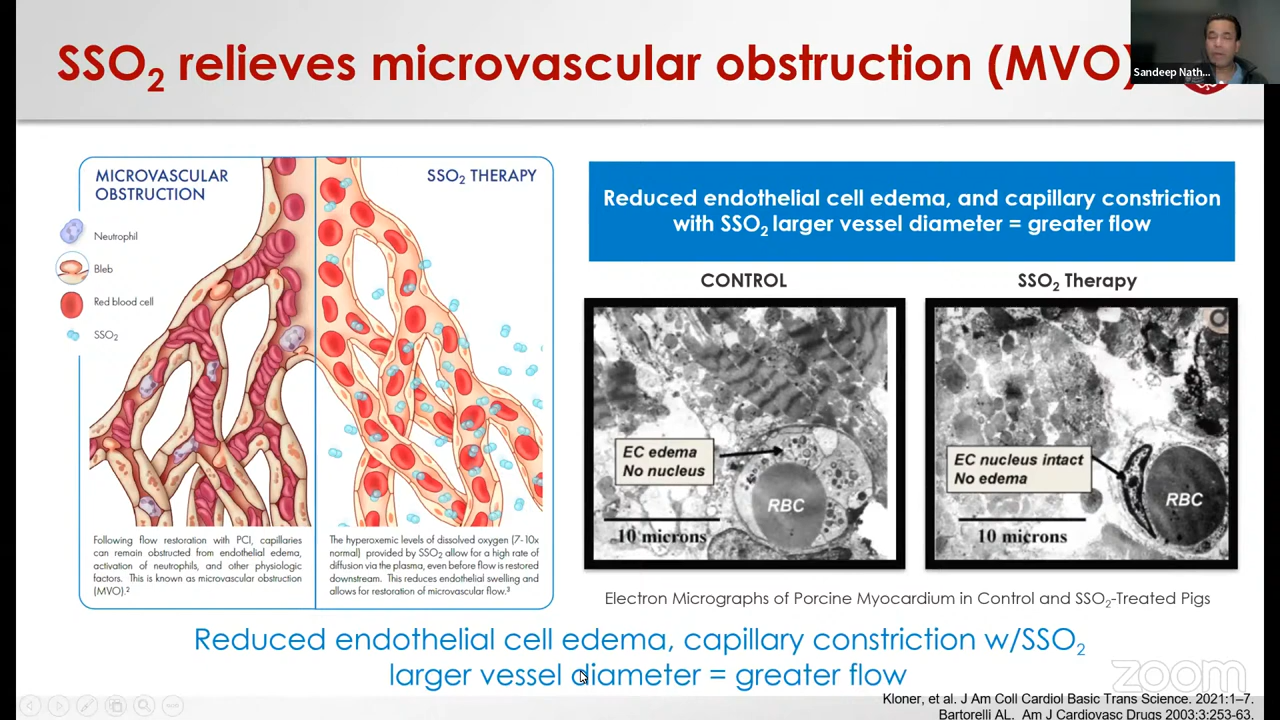 SSO2 relieves microvascular obstruction (MVO)
Sandeep Nath...
MICROVASCULAR
OBSTRUCTION
Neutrophil
Bleb
Red blood cell
SSO2
Following flow restoration with PCI, capillaries
can remain obstructed from endothelial edema,
activation of neutrophils, and other physiologic
factors. This is known as microvascular obstruction
(MVO).2
SSO2 THERAPY
The hyperoxemic levels of dissolved oxygen (7-10x
normal) provided by SSO2 allow for a high rate of
diffusion via the plasma, even before flow is restored
downstream. This reduces endothelial swelling and
allows for restoration of microvascular flow.3
Reduced endothelial cell edema, and capillary constriction
with SSO2 larger vessel diameter = greater flow
CONTROL
EC edema
No nucleus
RBC
10 microns
SSO2 Therapy
EC nucleus intact
No edema
RBC
10 microns
Electron Micrographs of Porcine Myocardium in Control and SSO2-Treated Pigs
Reduced endothelial cell edema, capillary constriction w/SSO2
larger vessel diameter = greater flow
zoom
Kloner, et al. J Am Coll Cardiol Basic Trans Science. 2021:1–7.
Bartorelli AL. Am J Cardiovasc Drugs 2003:3:253-63.